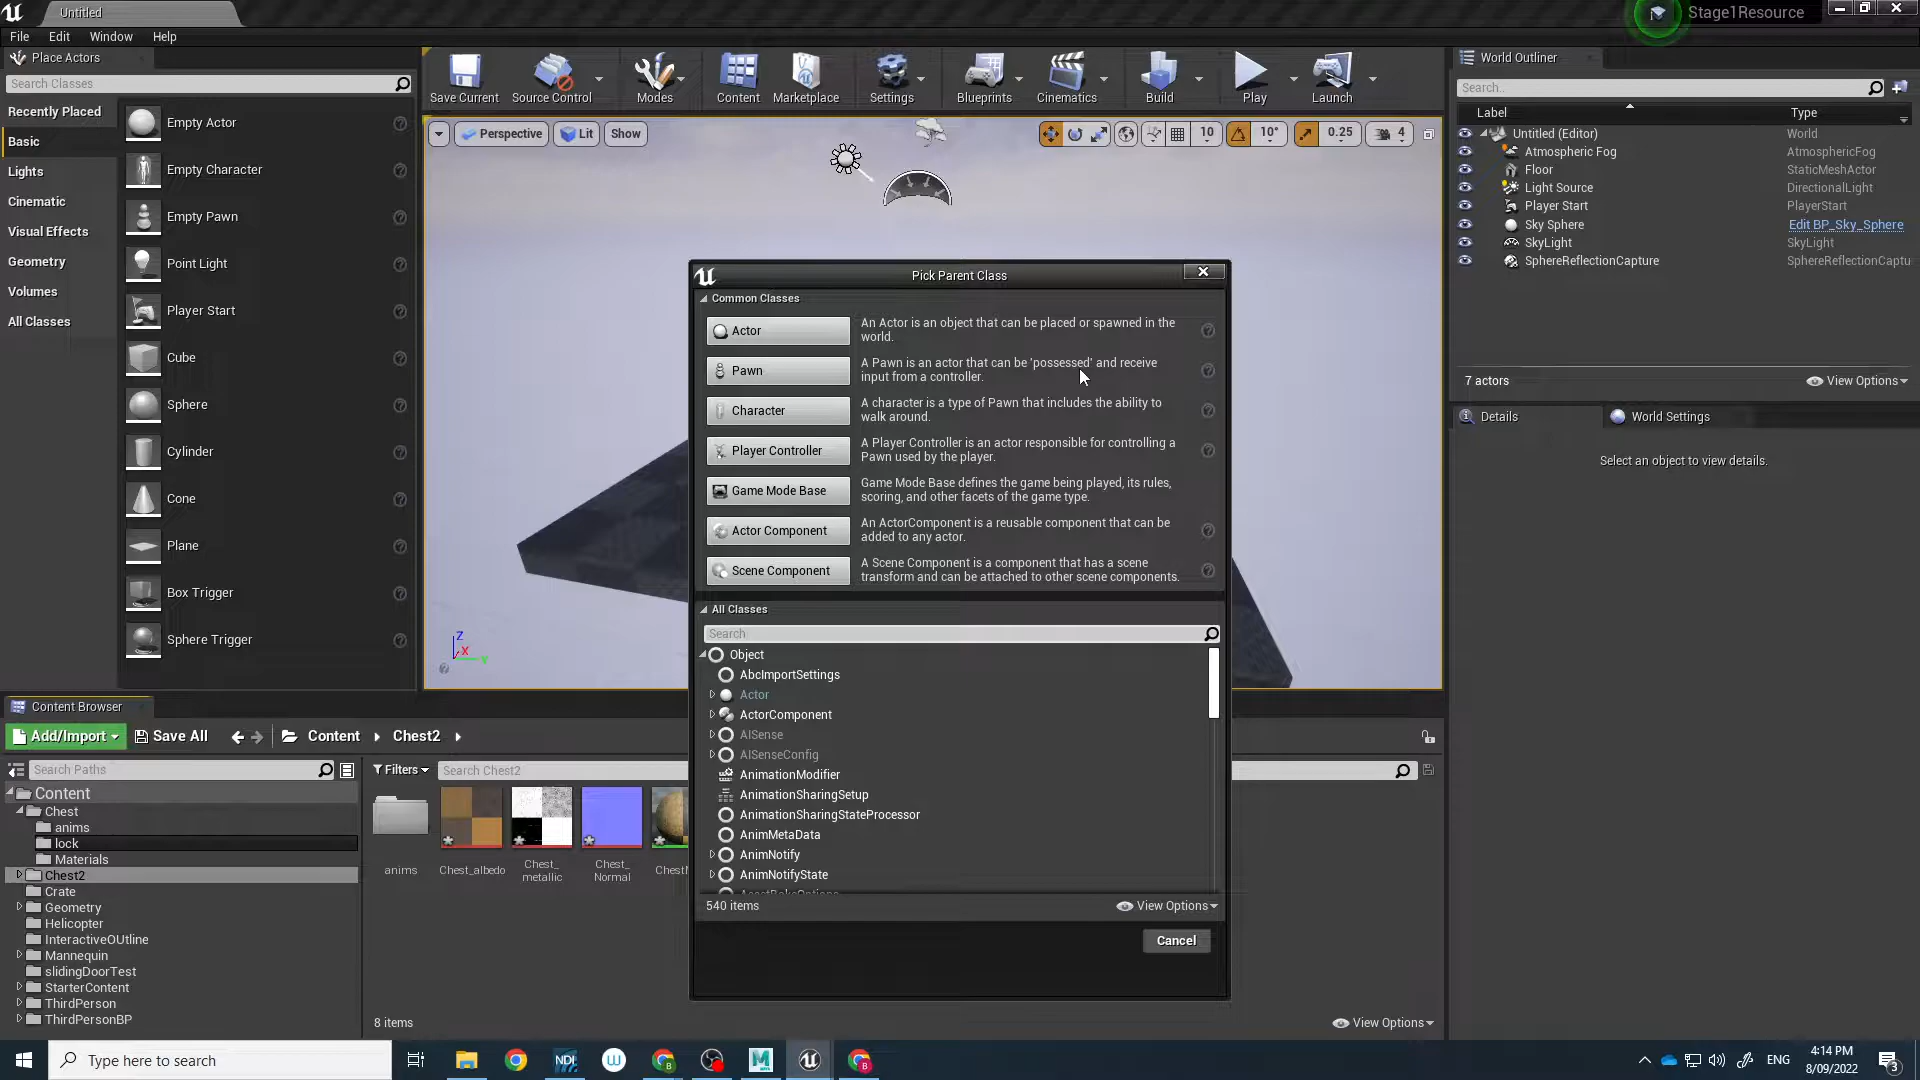 Untitled
Stage1Resource
File
Edit
Window
Help
Place Actors
Search Classes
Recently Placed
Basic
Lights
Cinematic
Visual Effects
Geometry
Volumes
All Classes
Empty Actor
Empty Character
Empty Pawn
Point Light
Player Start
Cube
Sphere
Cylinder
Cone
Plane
Box Trigger
Sphere Trigger
Save Current
Source Control
Modes
Content
Marketplace
Settings
Blueprints
Cinematics
Build
Play
Launch
Perspective
Lit
Show
10
10°
0.25
4
Z
X
Y
Pick Parent Class
Common Classes
Actor
An Actor is an object that can be placed or spawned in the
world.
Pawn
A Pawn is an actor that can be 'possessed' and receive
input from a controller.
Character
A character is a type of Pawn that includes the ability to
walk around.
Player Controller
A Player Controller is an actor responsible for controlling a
Pawn used by the player.
Game Mode Base
Game Mode Base defines the game being played, its rules,
scoring, and other facets of the game type.
Actor Component
An ActorComponent is a reusable component that can be
added to any actor.
Scene Component
A Scene Component is a component that has a scene
transform and can be attached to other scene components.
All Classes
Search
Object
AbcImportSettings
Actor
ActorComponent
AISense
AISenseConfig
AnimationModifier
AnimationSharingSetup
AnimationSharingStateProcessor
AnimMetaData
AnimNotify
AnimNotifyState
540 items
View Options
Cancel
World Outliner
Search..
Label
Type
Untitled (Editor)
World
Atmospheric Fog
AtmosphericFog
Floor
StaticMeshActor
Light Source
DirectionalLight
Player Start
PlayerStart
Sky Sphere
Edit BP_Sky_Sphere
SkyLight
SkyLight
SphereReflectionCapture
SphereReflectionCaptu
7 actors
View Options
Details
World Settings
Select an object to view details.
Content Browser
Add/Import
Save All
Content
Chest2
Search Paths
Filters
Search Chest2
Content
Chest
anims
lock
Materials
Chest2
Crate
Geometry
Helicopter
InteractiveOUtline
Mannequin
slidingDoorTest
StarterContent
ThirdPerson
ThirdPersonBP
anims
Chest_albedo
Chest_
metallic
Chest_
Normal
8 items
View Options
Type here to search
NDI
ENG
4:14 PM
8/09/2022
3